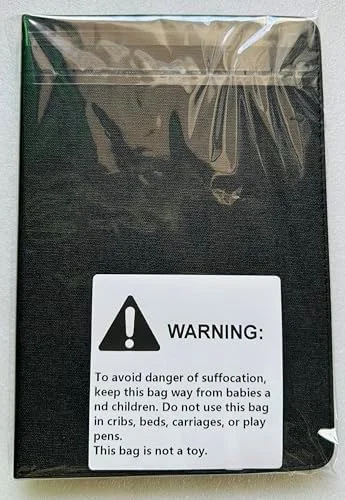 WARNING:
To avoid danger of suffocation,
keep this bag way from babies a
nd children. Do not use this bag
in cribs, beds, carriages, or play
pens.
This bag is not a toy.